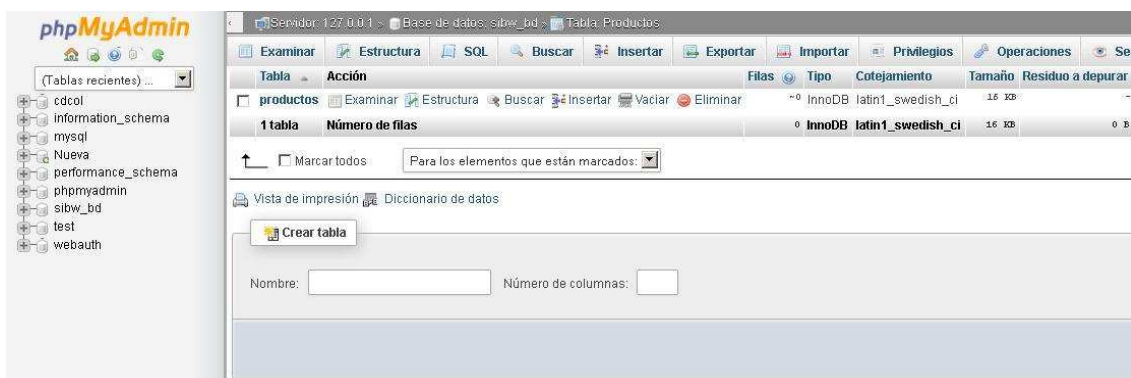 phpMyAdmin
(Tablas recientes) ...
cdcol
information_schema
mysql
Nueva
performance_schema
phpmyadmin
sibw_bd
test
webauth
Servidor: 127.0.0.1 » Base de datos: sibw_bd » Tabla: Productos
Examinar Estructura SQL Buscar Insertar Exportar Importar Privilegios Operaciones Se
Tabla Acción Filas Tipo Cotejamiento Tamaño Residuo a depurar
productos Examinar Estructura Buscar Insertar Vaciar Eliminar ~0 InnoDB latin1_swedish_ci 16 KB -
1 tabla Número de filas 0 InnoDB latin1_swedish_ci 16 KB 0 B
Marcar todos Para los elementos que están marcados:
Vista de impresión Diccionario de datos
Crear tabla
Nombre: Número de columnas: